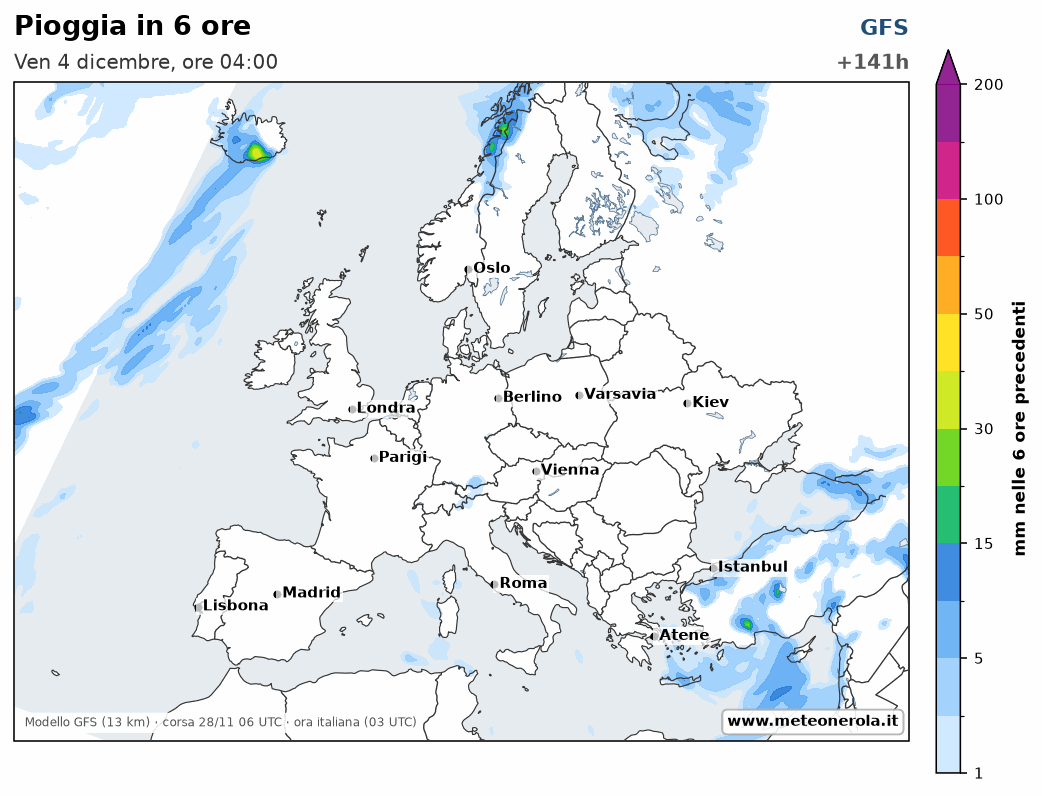 Pioggia in 6 ore
GFS
Ven 4 dicembre, ore 04:00
+141h
200
100
50
30
15
5
1
mm nelle 6 ore precedenti
Oslo
Berlino
Varsavia
Kiev
Londra
Parigi
Vienna
Istanbul
Roma
Madrid
Lisbona
Atene
Modello GFS (13 km) · corsa 28/11 06 UTC · ora italiana (03 UTC)
www.meteonerola.it